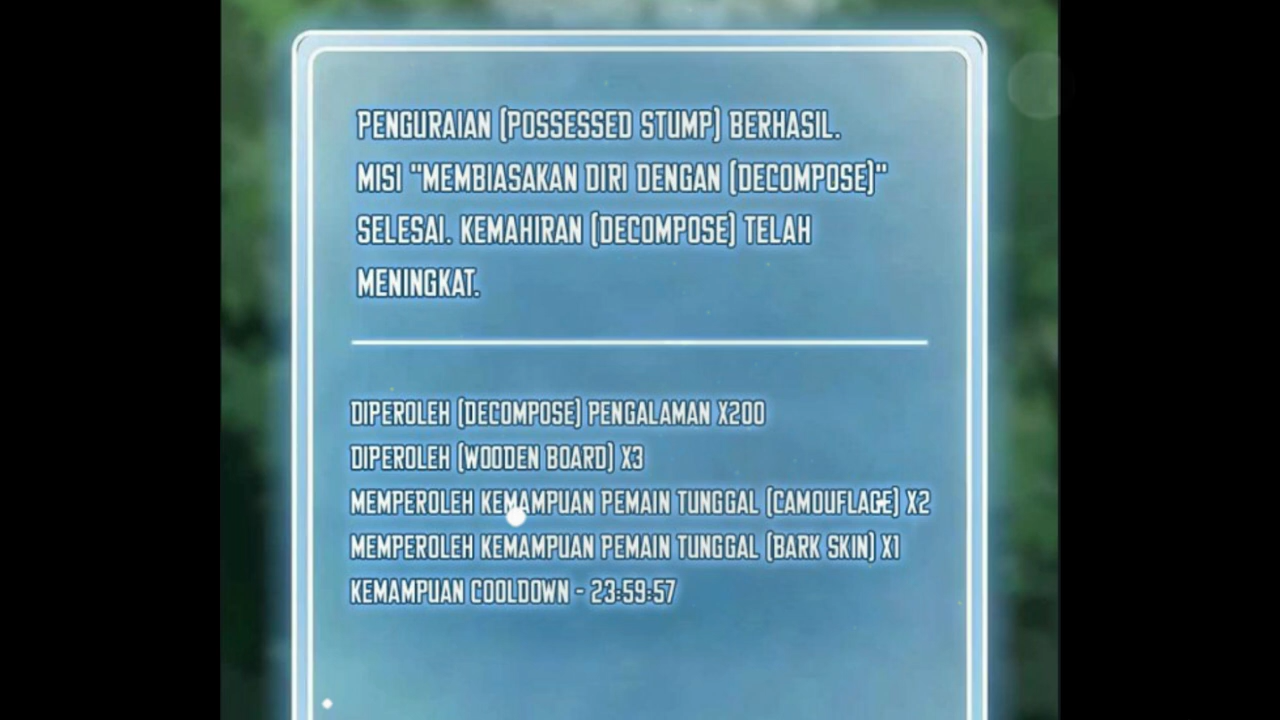 PENGURAIAN [POSSESSED STUMP] BERHASIL.
MISI "MEMBIASAKAN DIRI DENGAN [DECOMPOSE]"
SELESAI. KEMAHIRAN [DECOMPOSE] TELAH
MENINGKAT.
DIPEROLEH [DECOMPOSE] PENGALAMAN X200
DIPEROLEH [WOODEN BOARD] X3
MEMPEROLEH KEMAMPUAN PEMAIN TUNGGAL [CAMOUFLAGE] X2
MEMPEROLEH KEMAMPUAN PEMAIN TUNGGAL [BARK SKIN] X1
KEMAMPUAN COOLDOWN - 23:59:57